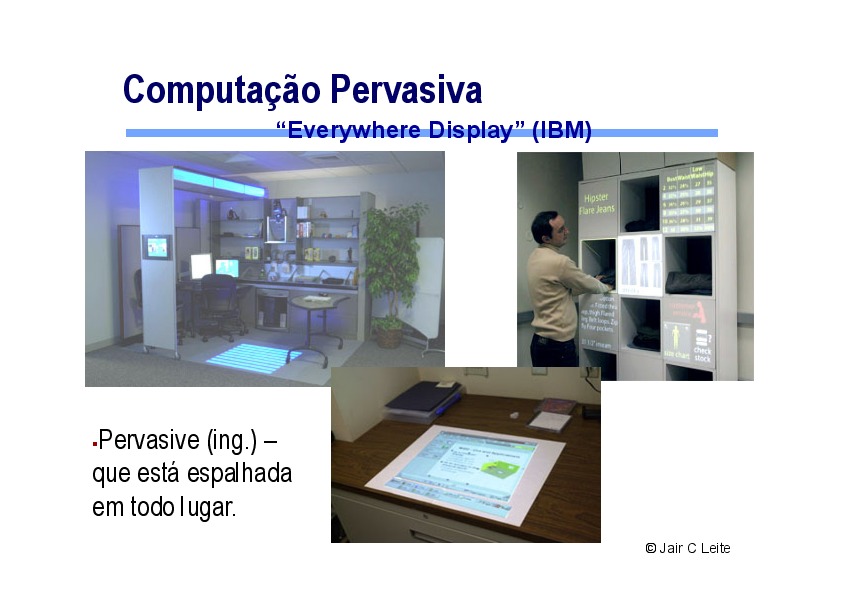 Computação Pervasiva
“Everywhere Display” (IBM)
Hipster
Flare Jeans
Low
size chart
check
stock
▪Pervasive (ing.) –
que está espalhada
em todo lugar.
© Jair C Leite